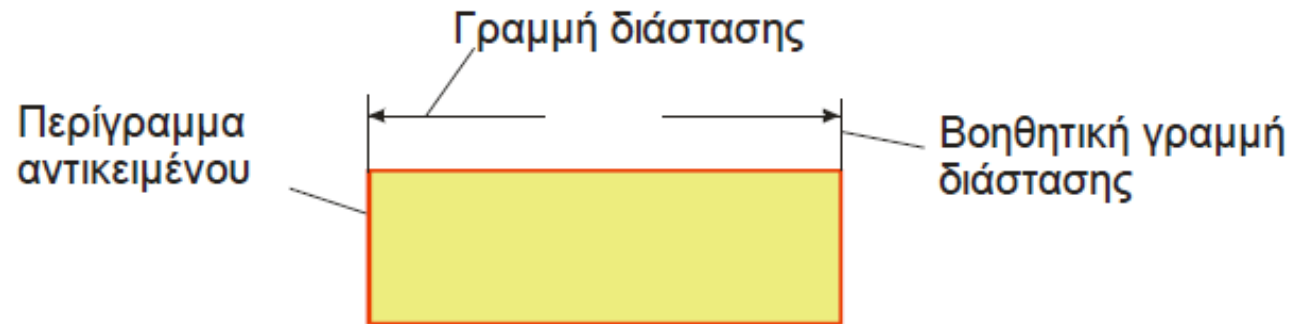 Γραμμή διάστασης
Περίγραμμα
αντικειμένου
Βοηθητική γραμμή
διάστασης